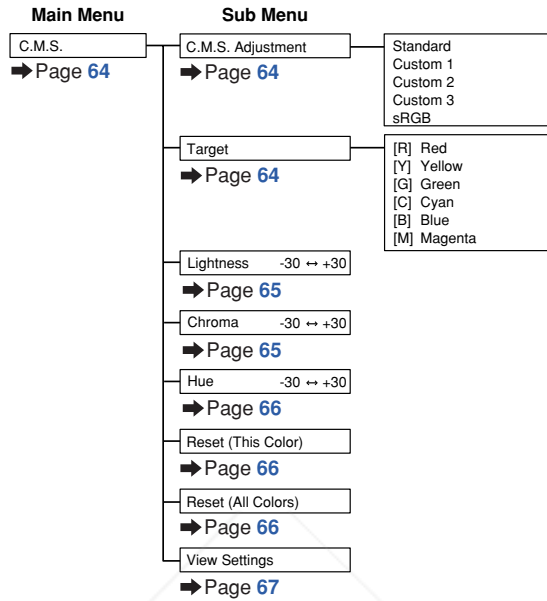 Main Menu Sub Menu
C.M.S. C.M.S. Adjustment Standard
➡ Page 64 ➡ Page 64 Custom 1
Custom 2
Custom 3
sRGB
Target [R] Red
➡ Page 64 [Y] Yellow
[G] Green
[C] Cyan
[B] Blue
[M] Magenta
Lightness -30 ↔ +30
➡ Page 65
Chroma -30 ↔ +30
➡ Page 65
Hue -30 ↔ +30
➡ Page 66
Reset (This Color)
➡ Page 66
Reset (All Colors)
➡ Page 66
View Settings
➡ Page 67